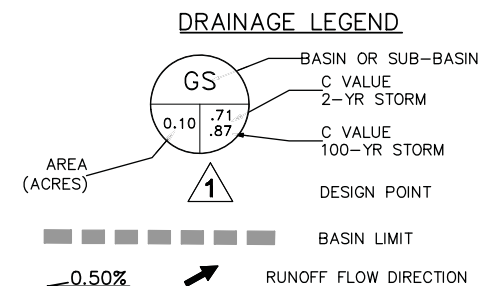 DRAINAGE LEGEND
BASIN OR SUB-BASIN
GS
C VALUE
2-YR STORM
0.10
.71
.87
C VALUE
100-YR STORM
AREA
(ACRES)
1
DESIGN POINT
BASIN LIMIT
0.50%
RUNOFF FLOW DIRECTION